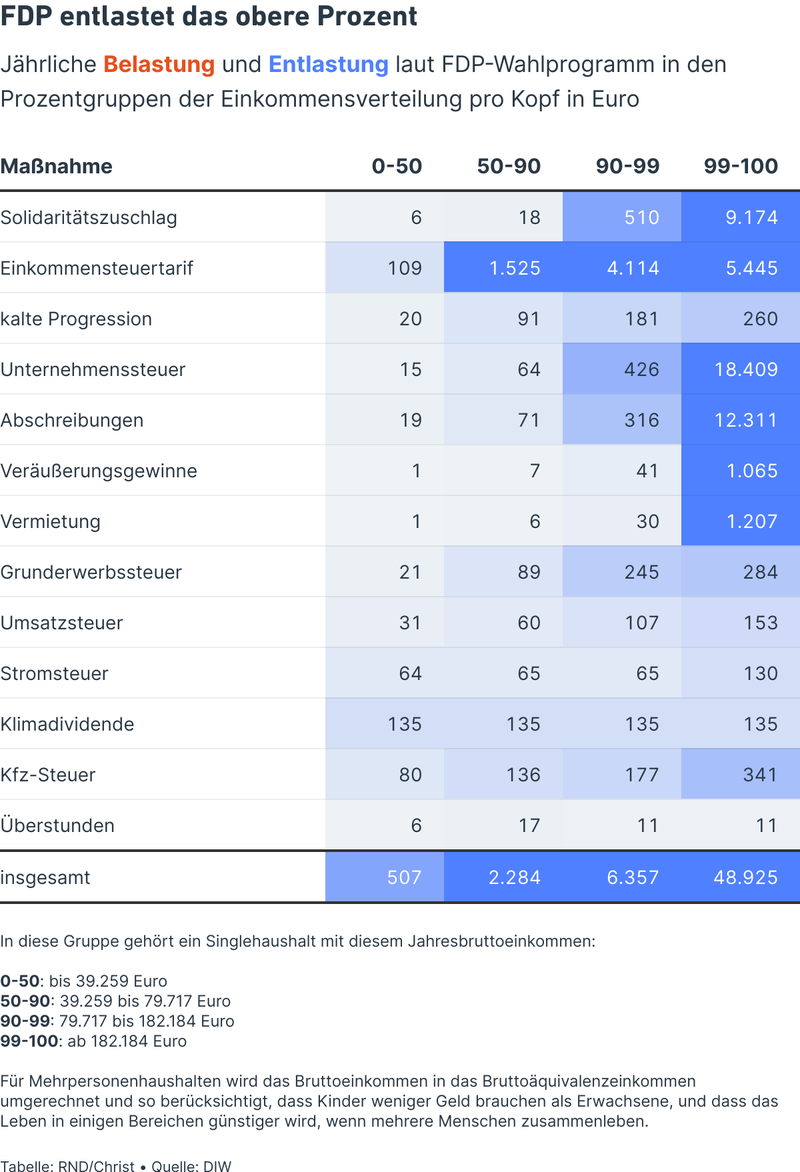 FDP entlastet das obere Prozent
Jährliche Belastung und Entlastung laut FDP-Wahlprogramm in den
Prozentgruppen der Einkommensverteilung pro Kopf in Euro
Maßnahme 0-50 50-90 90-99 99-100
Solidaritätszuschlag 6 18 510 9.174
Einkommensteuertarif 109 1.525 4.114 5.445
kalte Progression 20 91 181 260
Unternehmenssteuer 15 64 426 18.409
Abschreibungen 19 71 316 12.311
Veräußerungsgewinne 1 7 41 1.065
Vermietung 1 6 30 1.207
Grunderwerbssteuer 21 89 245 284
Umsatzsteuer 31 60 107 153
Stromsteuer 64 65 65 130
Klimadividende 135 135 135 135
Kfz-Steuer 80 136 177 341
Überstunden 6 17 11 11
insgesamt 507 2.284 6.357 48.925
In diese Gruppe gehört ein Singlehaushalt mit diesem Jahresbruttoeinkommen:
0-50: bis 39.259 Euro
50-90: 39.259 bis 79.717 Euro
90-99: 79.717 bis 182.184 Euro
99-100: ab 182.184 Euro
Für Mehrpersonenhaushalten wird das Bruttoeinkommen in das Bruttoäquivalenzeinkommen
umgerechnet und so berücksichtigt, dass Kinder weniger Geld brauchen als Erwachsene, und dass das
Leben in einigen Bereichen günstiger wird, wenn mehrere Menschen zusammenleben.
Tabelle: RND/Christ • Quelle: DIW